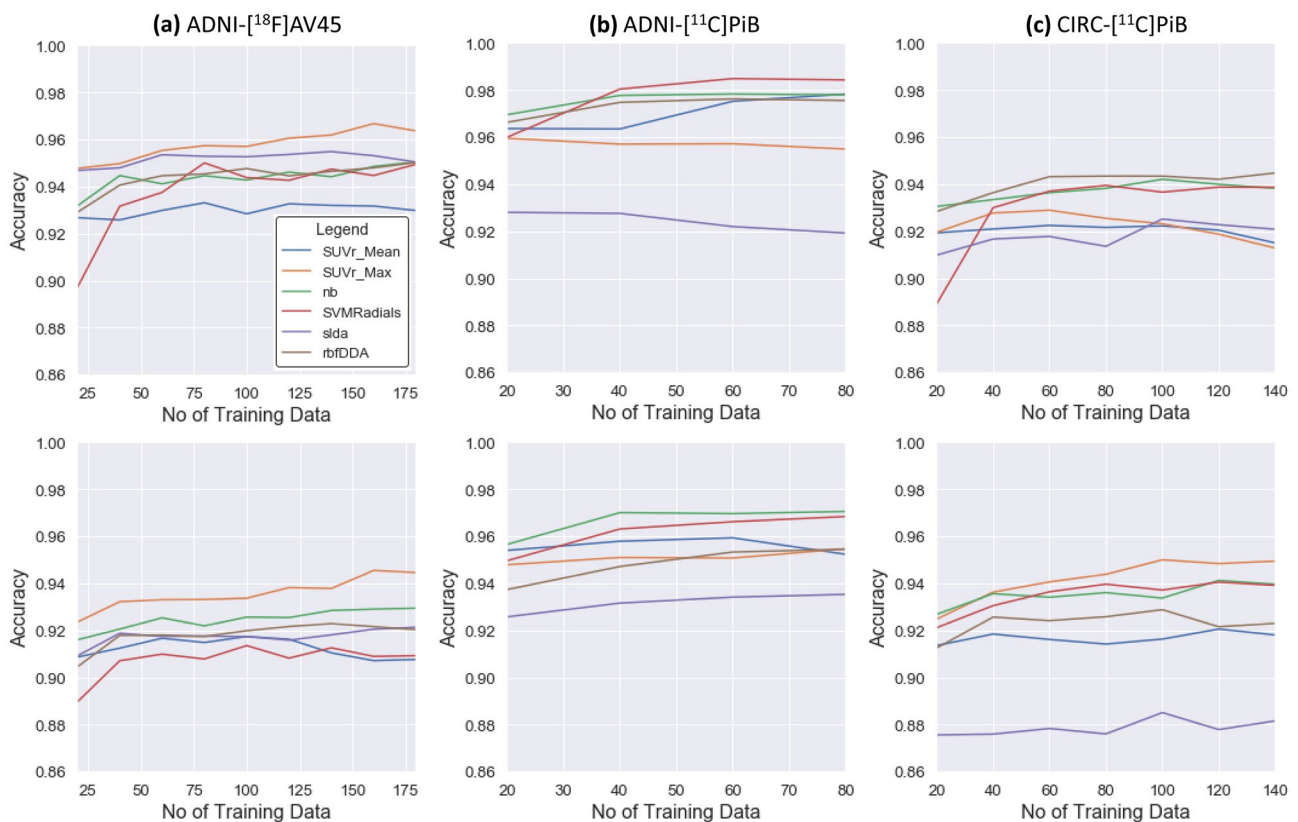 (a) ADNI-[¹⁸F]AV45
(b) ADNI-[¹¹C]PiB
(c) CIRC-[¹¹C]PiB
1.00
0.98
0.96
0.94
0.92
0.90
0.88
0.86
Accuracy
Legend
SUVr_Mean
SUVr_Max
nb
SVMRadials
slda
rbfDDA
25 50 75 100 125 150 175
No of Training Data
1.00
0.98
0.96
0.94
0.92
0.90
0.88
0.86
Accuracy
20 30 40 50 60 70 80
No of Training Data
1.00
0.98
0.96
0.94
0.92
0.90
0.88
0.86
Accuracy
20 40 60 80 100 120 140
No of Training Data
1.00
0.98
0.96
0.94
0.92
0.90
0.88
0.86
Accuracy
25 50 75 100 125 150 175
No of Training Data
1.00
0.98
0.96
0.94
0.92
0.90
0.88
0.86
Accuracy
20 30 40 50 60 70 80
No of Training Data
1.00
0.98
0.96
0.94
0.92
0.90
0.88
0.86
Accuracy
20 40 60 80 100 120 140
No of Training Data